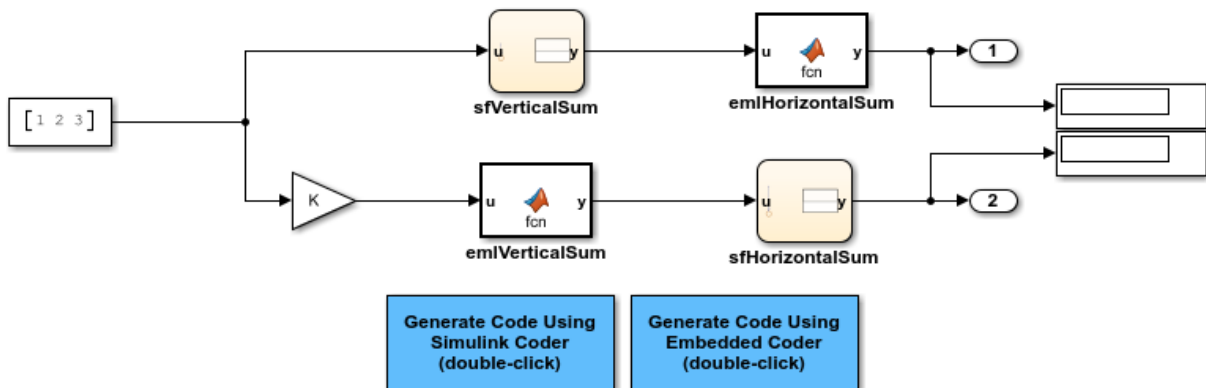 u y
sfVerticalSum
u y
fcn
emlHorizontalSum
1
[1 2 3]
K
u y
fcn
emlVerticalSum
u y
sfHorizontalSum
2
Generate Code Using
Simulink Coder
(double-click)
Generate Code Using
Embedded Coder
(double-click)